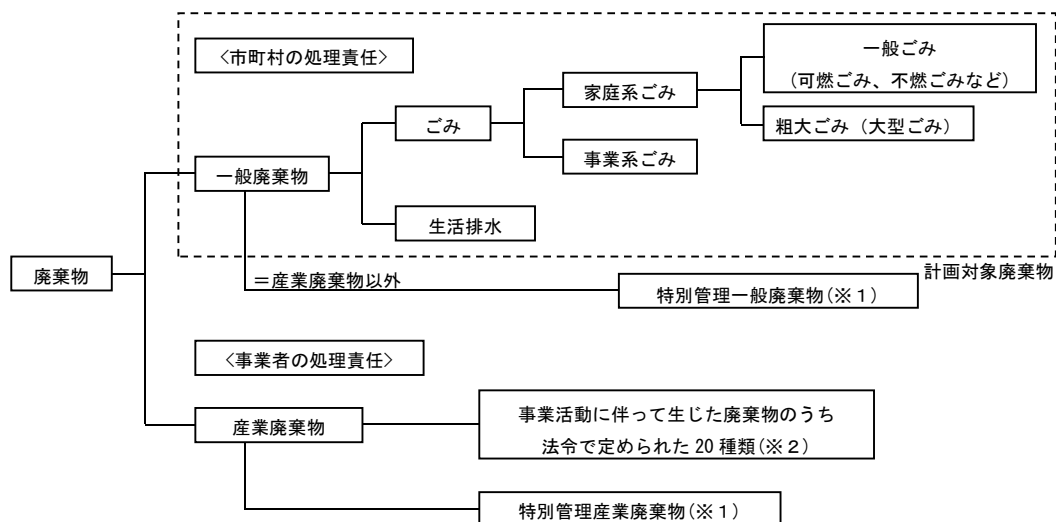 〈市町村の処理責任〉
一般ごみ
(可燃ごみ、不燃ごみなど)
家庭系ごみ
ごみ
粗大ごみ（大型ごみ）
事業系ごみ
一般廃棄物
生活排水
廃棄物
計画対象廃棄物
＝産業廃棄物以外
特別管理一般廃棄物(※１)
〈事業者の処理責任〉
事業活動に伴って生じた廃棄物のうち
法令で定められた 20 種類(※２)
産業廃棄物
特別管理産業廃棄物(※１)